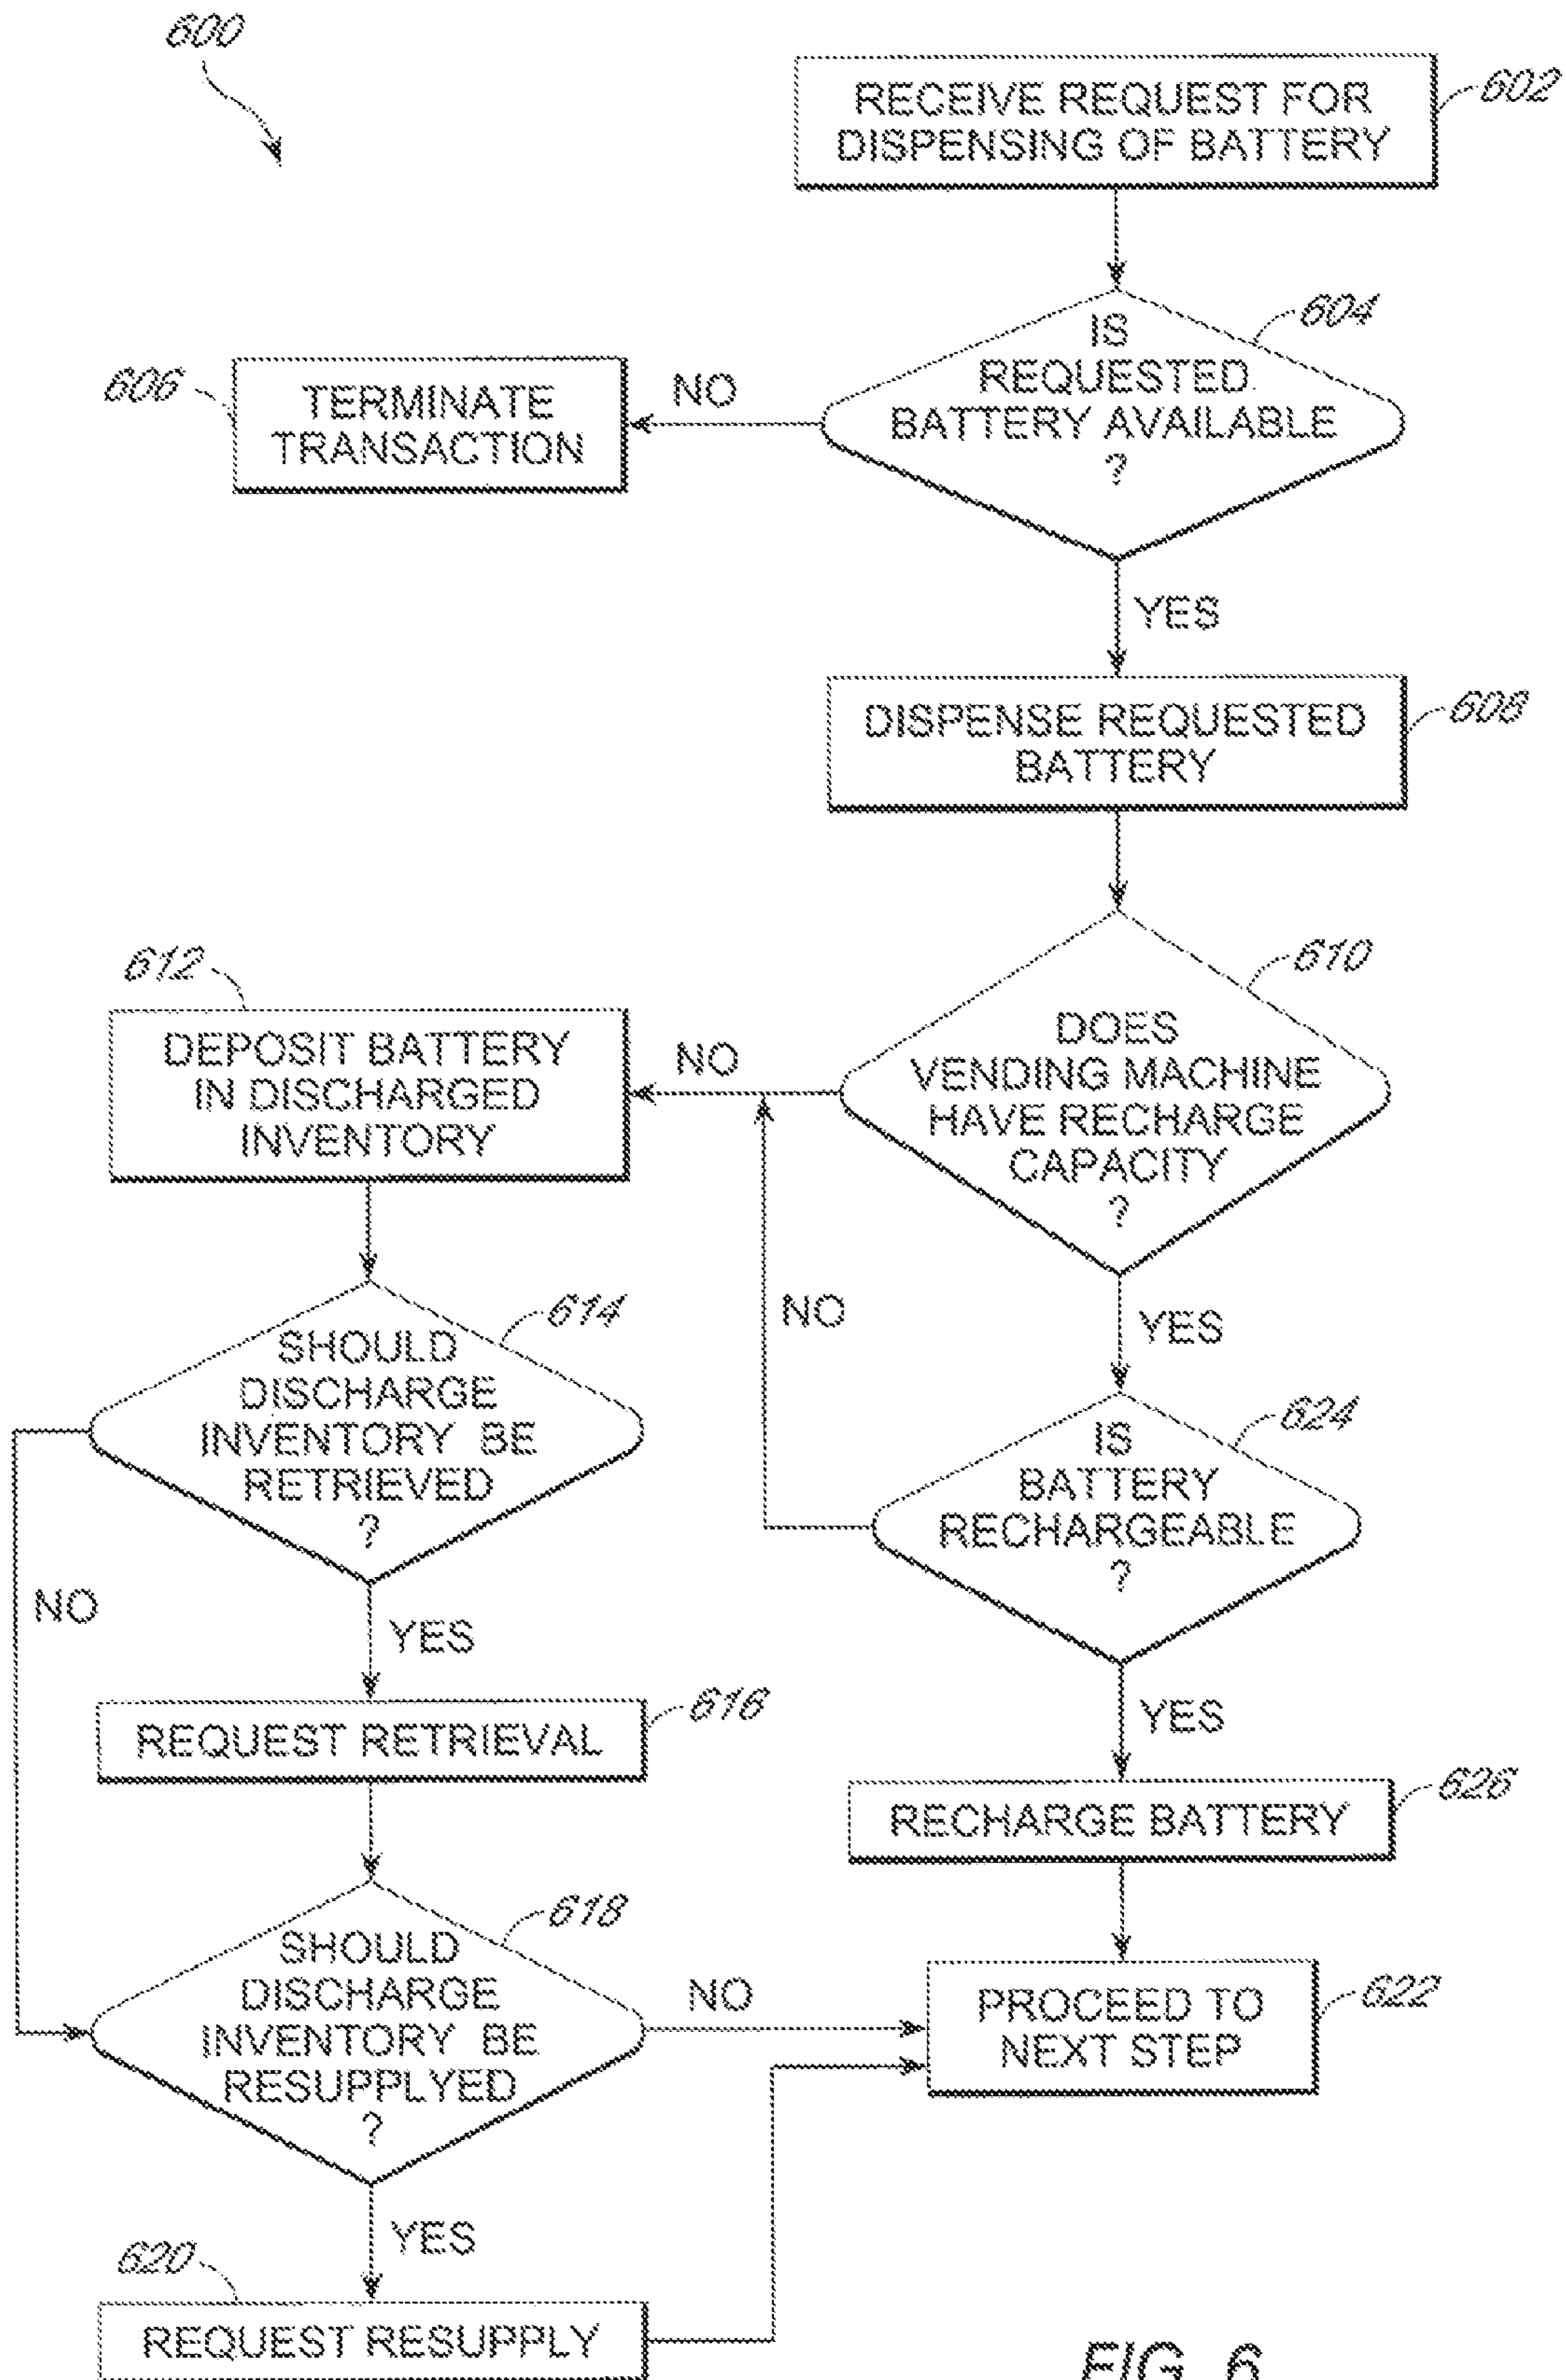 600
RECEIVE REQUEST FOR
DISPENSING OF BATTERY
602
IS
REQUESTED
BATTERY AVAILABLE
?
604
NO
TERMINATE
TRANSACTION
606
YES
DISPENSE REQUESTED
BATTERY
608
DOES
VENDING MACHINE
HAVE RECHARGE
CAPACITY
?
610
NO
612
DEPOSIT BATTERY
IN DISCHARGED
INVENTORY
SHOULD
DISCHARGE
INVENTORY BE
RETRIEVED
?
614
NO
YES
REQUEST RETRIEVAL
616
SHOULD
DISCHARGE
INVENTORY BE
RESUPPLYED
?
618
NO
YES
620
REQUEST RESUPPLY
YES
NO
IS
BATTERY
RECHARGEABLE
?
624
YES
RECHARGE BATTERY
626
PROCEED TO
NEXT STEP
622
FIG. 6